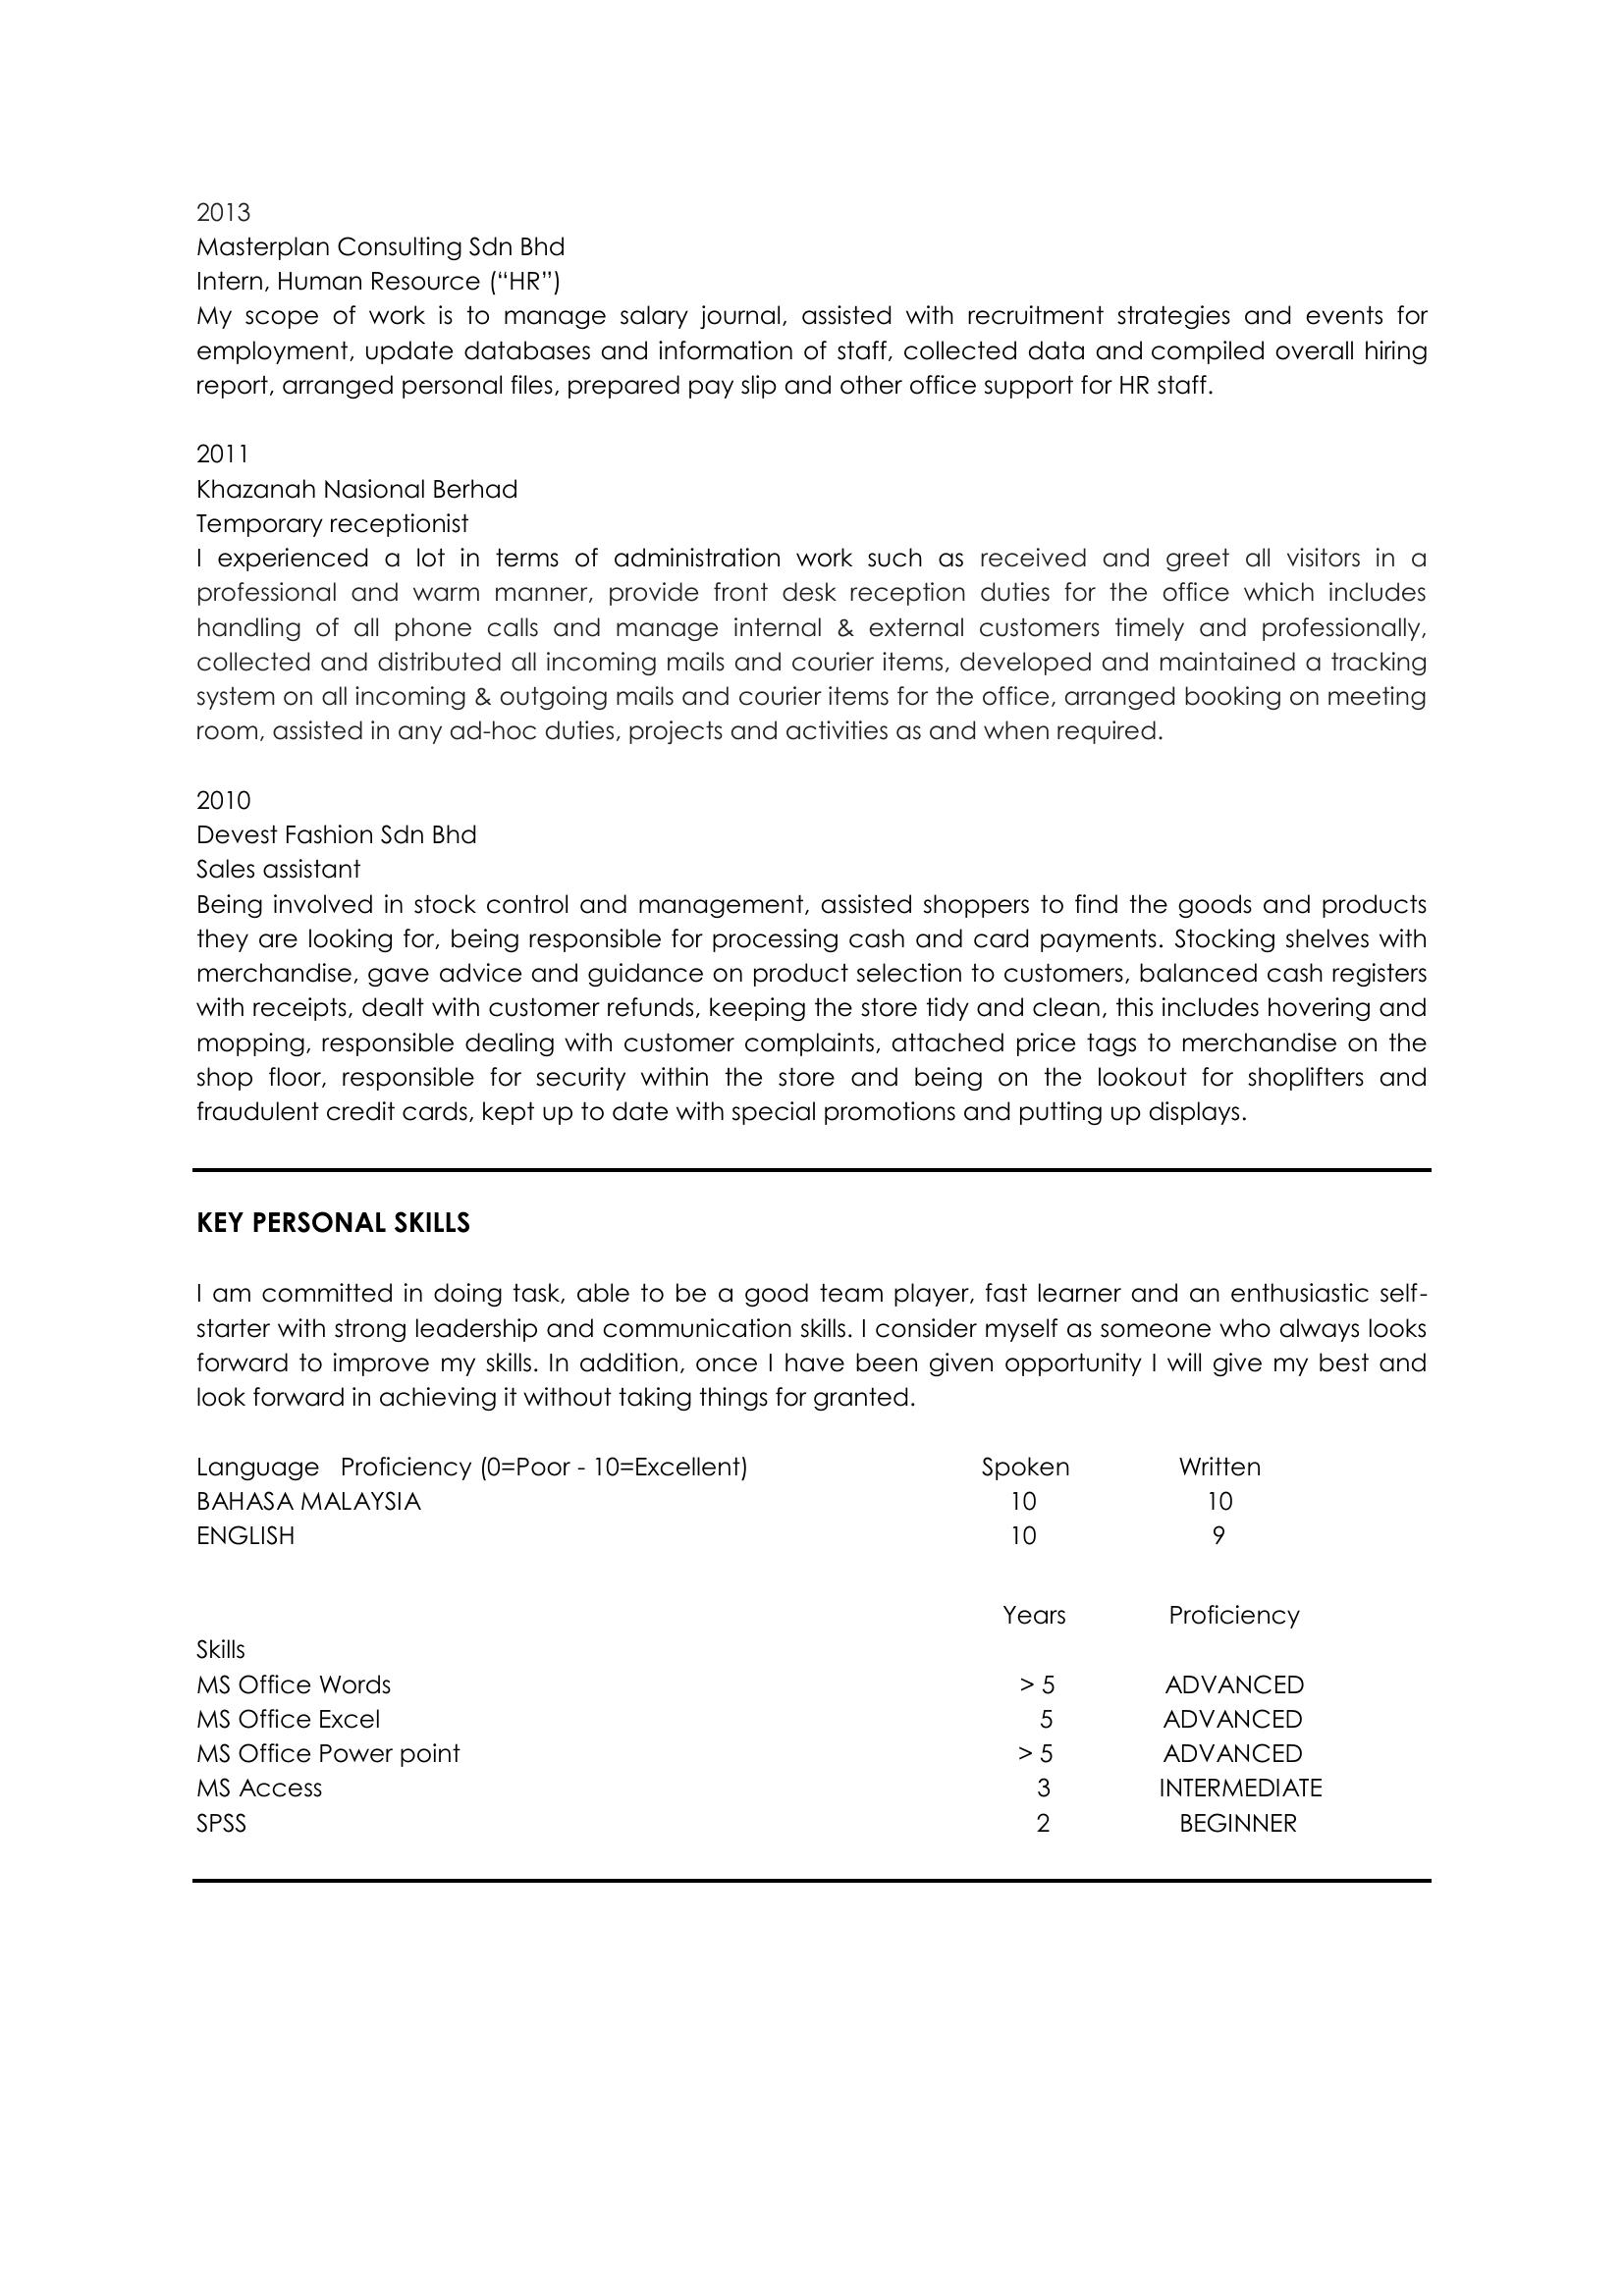 2013
Masterplan Consulting Sdn Bhd
Intern, Human Resource (“HR”)
My scope of work is to manage salary journal, assisted with recruitment strategies and events for
employment, update databases and information of staff, collected data and compiled overall hiring
report, arranged personal files, prepared pay slip and other office support for HR staff.
2011
Khazanah Nasional Berhad
Temporary receptionist
I experienced a lot in terms of administration work such as received and greet all visitors in a
professional and warm manner, provide front desk reception duties for the office which includes
handling of all phone calls and manage internal & external customers timely and professionally,
collected and distributed all incoming mails and courier items, developed and maintained a tracking
system on all incoming & outgoing mails and courier items for the office, arranged booking on meeting
room, assisted in any ad-hoc duties, projects and activities as and when required.
2010
Devest Fashion Sdn Bhd
Sales assistant
Being involved in stock control and management, assisted shoppers to find the goods and products
they are looking for, being responsible for processing cash and card payments. Stocking shelves with
merchandise, gave advice and guidance on product selection to customers, balanced cash registers
with receipts, dealt with customer refunds, keeping the store tidy and clean, this includes hovering and
mopping, responsible dealing with customer complaints, attached price tags to merchandise on the
shop floor, responsible for security within the store and being on the lookout for shoplifters and
fraudulent credit cards, kept up to date with special promotions and putting up displays.
KEY PERSONAL SKILLS
I am committed in doing task, able to be a good team player, fast learner and an enthusiastic self-
starter with strong leadership and communication skills. I consider myself as someone who always looks
forward to improve my skills. In addition, once I have been given opportunity I will give my best and
look forward in achieving it without taking things for granted.
Language Proficiency (0=Poor - 10=Excellent) Spoken Written
BAHASA MALAYSIA 10 10
ENGLISH 10 9
Years Proficiency
Skills
MS Office Words > 5 ADVANCED
MS Office Excel 5 ADVANCED
MS Office Power point > 5 ADVANCED
MS Access 3 INTERMEDIATE
SPSS 2 BEGINNER